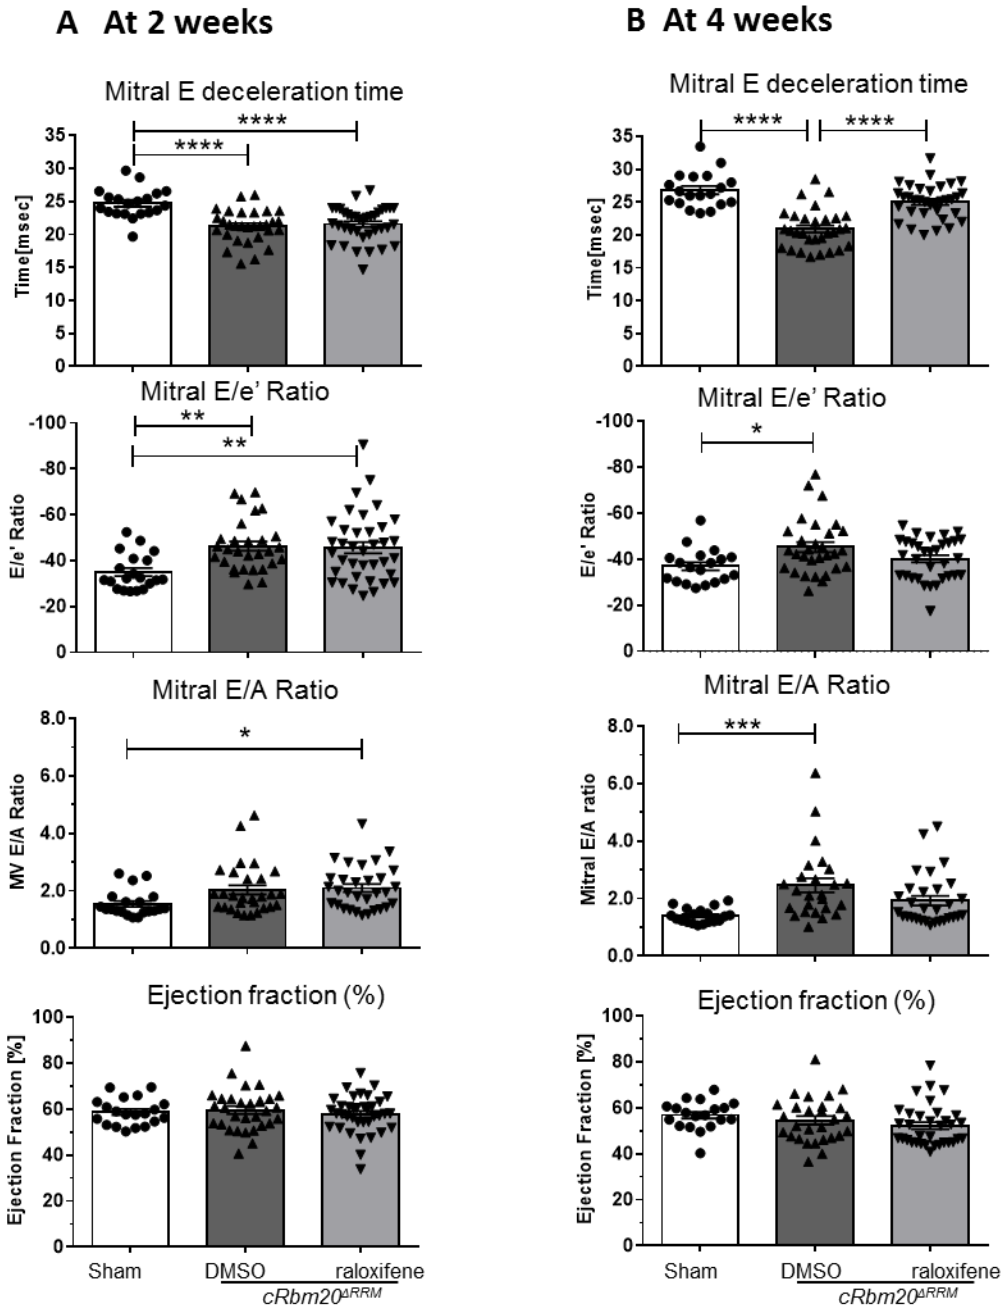 A At 2 weeks
Mitral E deceleration time
****
****
35
30
25
20
15
10
5
0
Time[msec]
Mitral E/e' Ratio
**
**
-100
-80
-60
-40
-20
0
E/e' Ratio
Mitral E/A Ratio
*
8.0
6.0
4.0
2.0
0.0
MV E/A Ratio
Ejection fraction (%)
100
80
60
40
20
0
Ejection Fraction [%]
Sham DMSO raloxifene
cRbm20ΔRRM
B At 4 weeks
Mitral E deceleration time
**** ****
35
30
25
20
15
10
5
0
Time[msec]
Mitral E/e' Ratio
*
-100
-80
-60
-40
-20
0
E/e' Ratio
Mitral E/A Ratio
***
8.0
6.0
4.0
2.0
0.0
Mitral E/A ratio
Ejection fraction (%)
100
80
60
40
20
0
Ejection Fraction [%]
Sham DMSO raloxifene
cRbm20ΔRRM